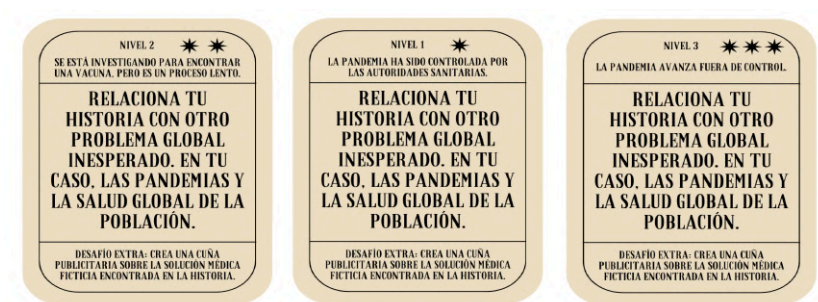 NIVEL 2
SE ESTÁ INVESTIGANDO PARA ENCONTRAR
UNA VACUNA, PERO ES UN PROCESO LENTO.
RELACIONA TU
HISTORIA CON OTRO
PROBLEMA GLOBAL
INESPERADO. EN TU
CASO, LAS PANDEMIAS Y
LA SALUD GLOBAL DE LA
POBLACIÓN.
DESAFÍO EXTRA: CREA UNA CUÑA
PUBLICITARIA SOBRE LA SOLUCIÓN MÉDICA
FICTICIA ENCONTRADA EN LA HISTORIA.
NIVEL 1
LA PANDEMIA HA SIDO CONTROLADA POR
LAS AUTORIDADES SANITARIAS.
RELACIONA TU
HISTORIA CON OTRO
PROBLEMA GLOBAL
INESPERADO. EN TU
CASO, LAS PANDEMIAS Y
LA SALUD GLOBAL DE LA
POBLACIÓN.
DESAFÍO EXTRA: CREA UNA CUÑA
PUBLICITARIA SOBRE LA SOLUCIÓN MÉDICA
FICTICIA ENCONTRADA EN LA HISTORIA.
NIVEL 3
LA PANDEMIA AVANZA FUERA DE CONTROL.
RELACIONA TU
HISTORIA CON OTRO
PROBLEMA GLOBAL
INESPERADO. EN TU
CASO, LAS PANDEMIAS Y
LA SALUD GLOBAL DE LA
POBLACIÓN.
DESAFÍO EXTRA: CREA UNA CUÑA
PUBLICITARIA SOBRE LA SOLUCIÓN MÉDICA
FICTICIA ENCONTRADA EN LA HISTORIA.